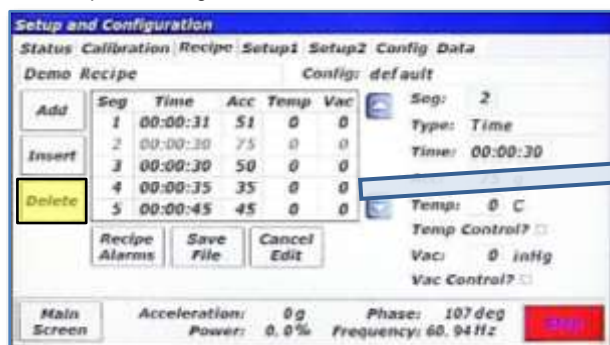 Setup and Configuration
Status Calibration Recipe Setup1 Setup2 Config Data
Demo Recipe Config: default
Add
Insert
Delete
Seg Time Acc Temp Vac
1 00:00:31 51 0 0
2 00:00:30 75 0 0
3 00:00:30 50 0 0
4 00:00:35 35 0 0
5 00:00:45 45 0 0
Seg: 2
Type: Time
Time: 00:00:30
75 g
Temp: 0 C
Temp Control?
Vac: 0 inHg
Vac Control?
Recipe Alarms
Save File
Cancel Edit
Main Screen
Acceleration: 0 g
Power: 0.0%
Phase: 107 deg
Frequency: 60.94 Hz
Stop